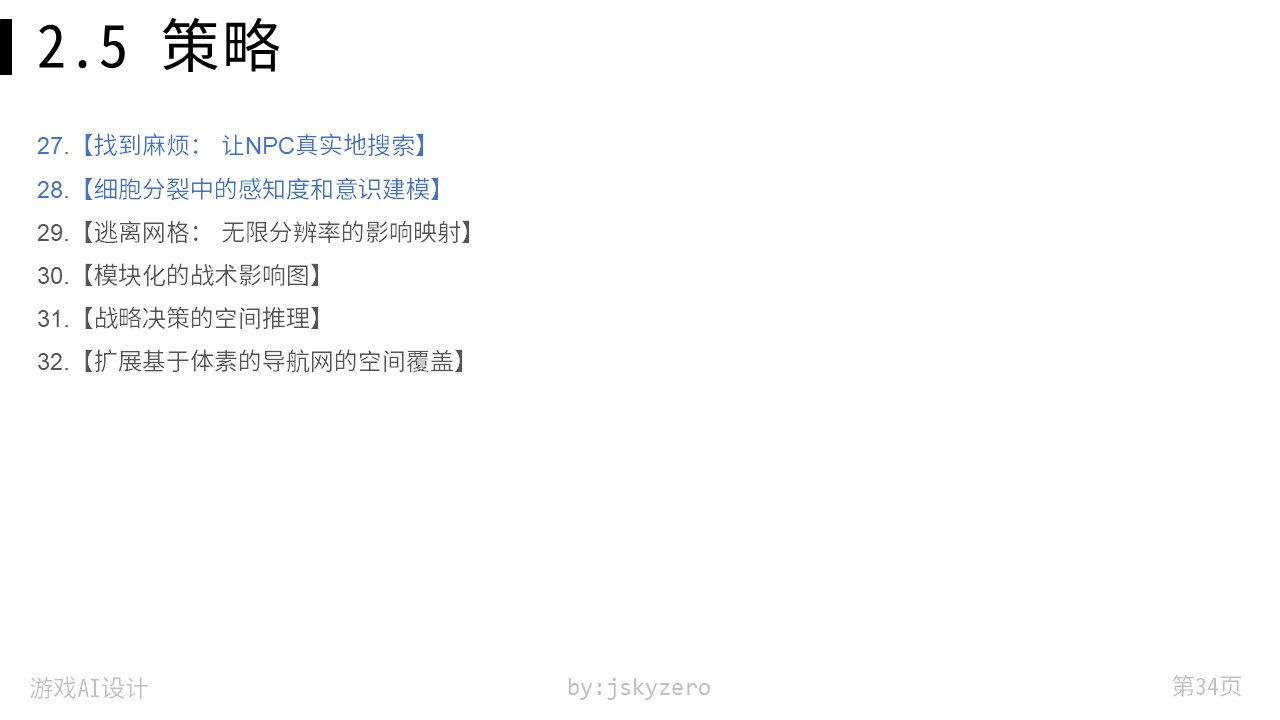 2.5 策略
27.【找到麻烦： 让NPC真实地搜索】
28.【细胞分裂中的感知度和意识建模】
29.【逃离网格： 无限分辨率的影响映射】
30.【模块化的战术影响图】
31.【战略决策的空间推理】
32.【扩展基于体素的导航网的空间覆盖】
游戏AI设计
by:jskyzero
第34页